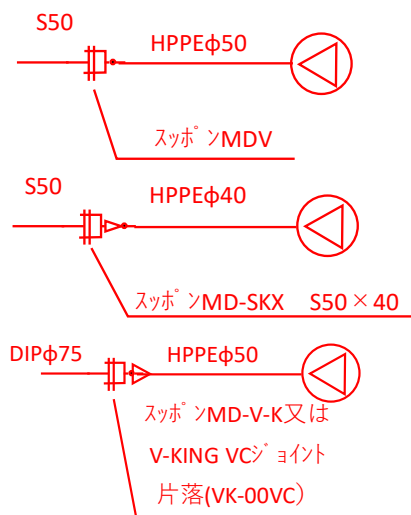 S50
HPPEφ50
ｽｯﾎﾟﾝMDV
S50
HPPEφ40
ｽｯﾎﾟﾝMD-SKX S50×40
DIPφ75
HPPEφ50
ｽｯﾎﾟﾝMD-V-K又は
V-KING VCｼﾞｮｲﾝﾄ
片落(VK-00VC）